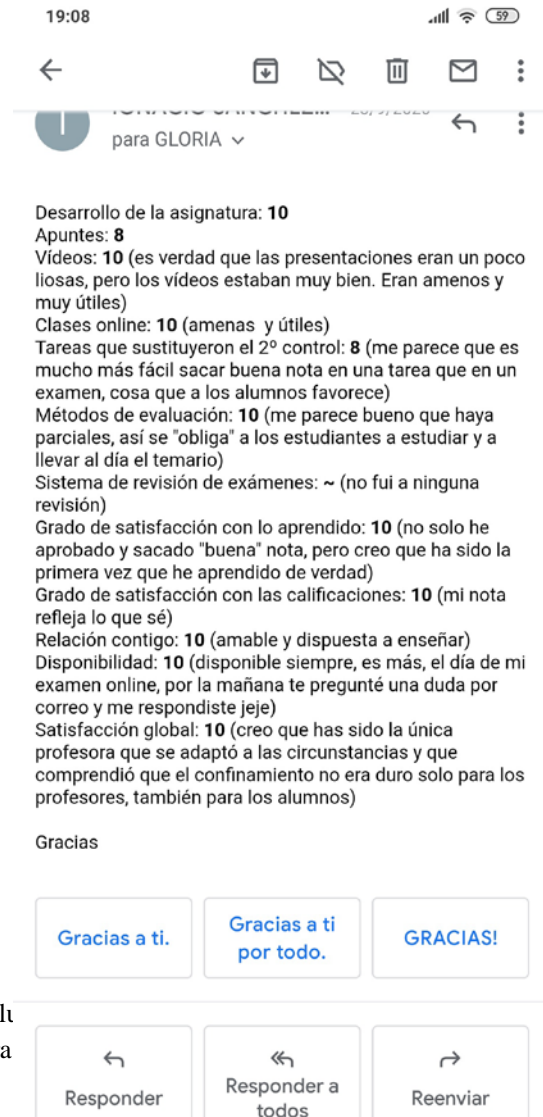 19:08
59
para GLORIA
Desarrollo de la asignatura: 10
Apuntes: 8
Vídeos: 10 (es verdad que las presentaciones eran un poco
liosas, pero los vídeos estaban muy bien. Eran amenos y
muy útiles)
Clases online: 10 (amenas  y útiles)
Tareas que sustituyeron el 2º control: 8 (me parece que es
mucho más fácil sacar buena nota en una tarea que en un
examen, cosa que a los alumnos favorece)
Métodos de evaluación: 10 (me parece bueno que haya
parciales, así se "obliga" a los estudiantes a estudiar y a
llevar al día el temario)
Sistema de revisión de exámenes: ~ (no fui a ninguna
revisión)
Grado de satisfacción con lo aprendido: 10 (no solo he
aprobado y sacado "buena" nota, pero creo que ha sido la
primera vez que he aprendido de verdad)
Grado de satisfacción con las calificaciones: 10 (mi nota
refleja lo que sé)
Relación contigo: 10 (amable y dispuesta a enseñar)
Disponibilidad: 10 (disponible siempre, es más, el día de mi
examen online, por la mañana te pregunté una duda por
correo y me respondiste jeje)
Satisfacción global: 10 (creo que has sido la única
profesora que se adaptó a las circunstancias y que
comprendió que el confinamiento no era duro solo para los
profesores, también para los alumnos)
Gracias
Gracias a ti.
Gracias a ti
por todo.
GRACIAS!
Responder
Responder a
todos
Reenviar